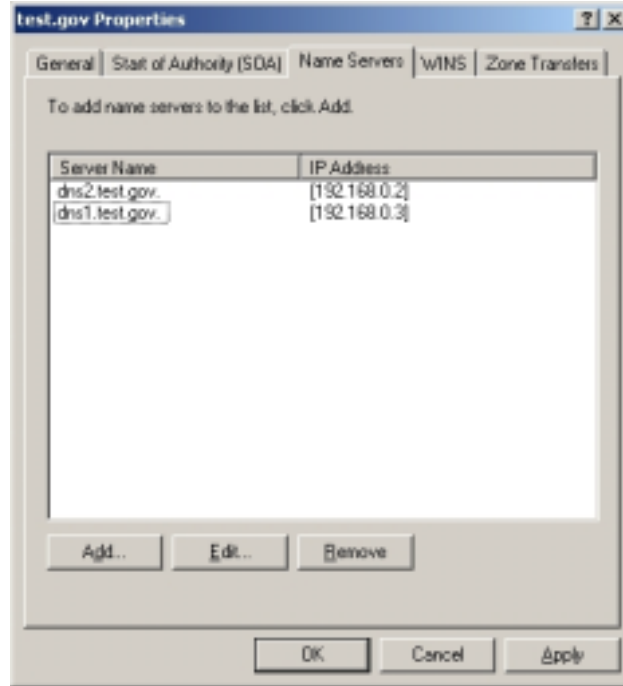 test.gov Properties ? X
General Start of Authority (SOA) Name Servers WINS Zone Transfers
To add name servers to the list, click Add.
Server Name IP Address
dns2.test.gov. [192.168.0.2]
dns1.test.gov. [192.168.0.3]
Add... Edit... Remove
OK Cancel Apply